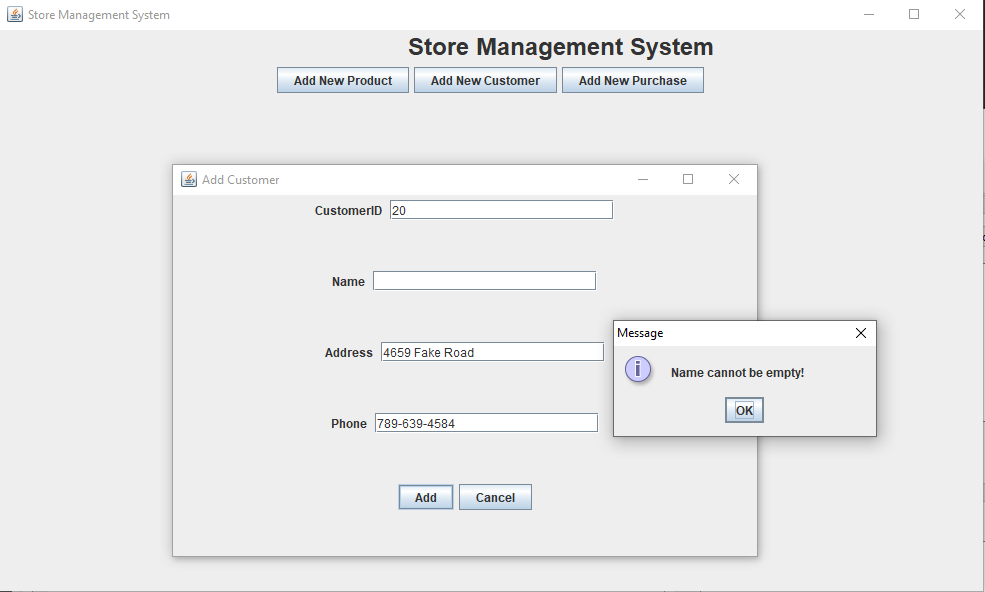 Store Management System
Store Management System
Add New Product Add New Customer Add New Purchase
Add Customer
CustomerID 20
Name
Address 4659 Fake Road
Phone 789-639-4584
Add Cancel
Message
Name cannot be empty!
OK